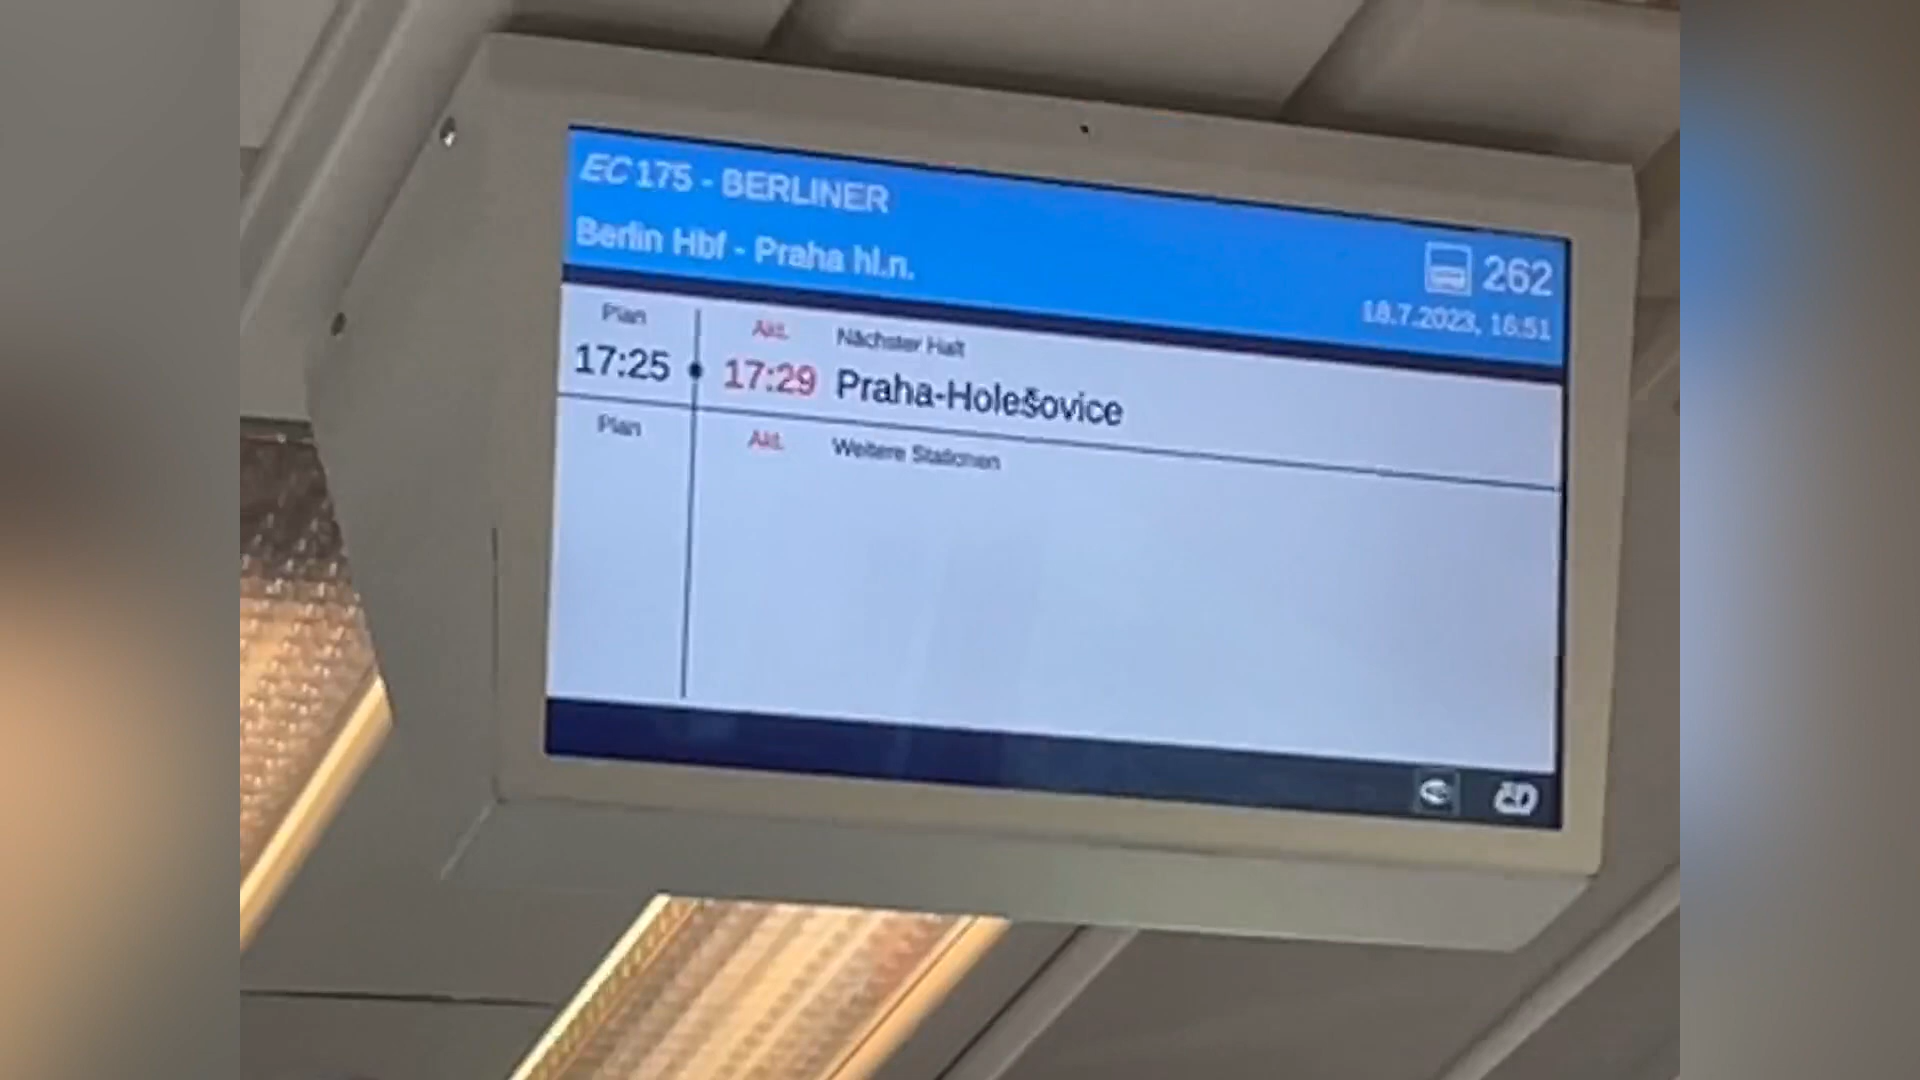 EC 175 - BERLINER
Berlin Hbf - Praha hl.n.
262
18.7.2023, 16:51
Plan Akt. Nächster Halt
17:25 17:29 Praha-Holešovice
Plan Akt. Weitere Stationen
ČD